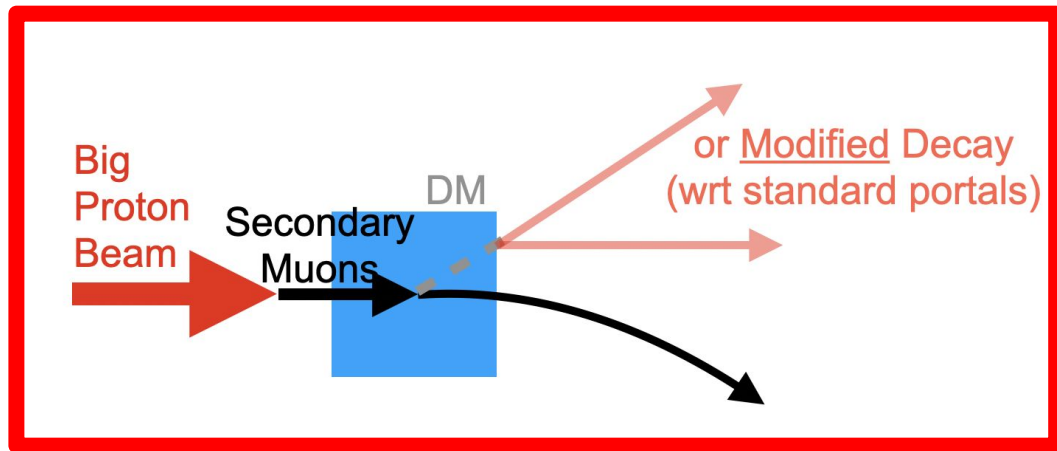 Big
Proton
Beam
Secondary
Muons
DM
or Modified Decay
(wrt standard portals)